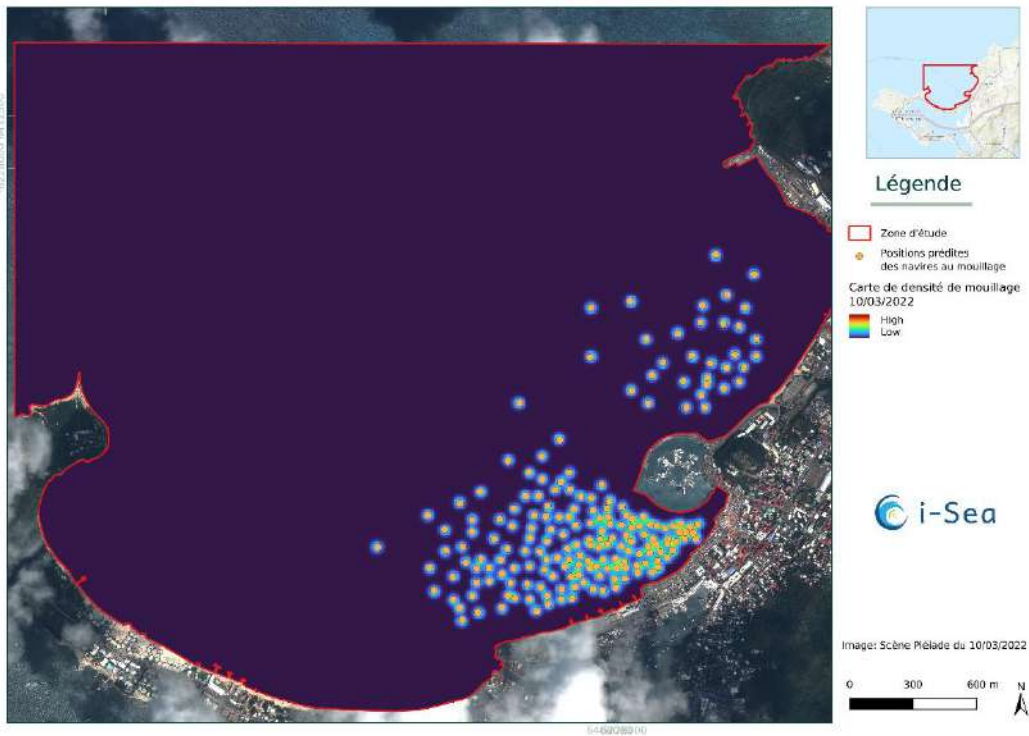 Légende
Zone d'étude
Positions prédites
des navires au mouillage
Carte de densité de mouillage
10/03/2022
High
Low
i-Sea
Image: Scène Pléiade du 10/03/2022
0 300 600 m
N